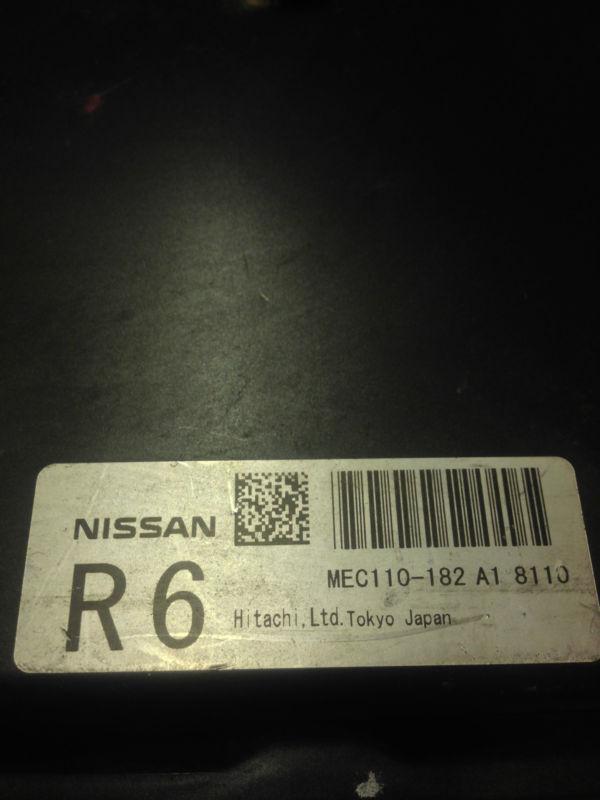 NISSAN
R6
MEC110-182 A1 8110
Hitachi,Ltd.Tokyo Japan